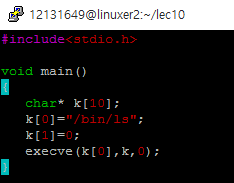 12131649@linuxer2:~/lec10
#include<stdio.h>
void main()
{
char* k[10];
k[0]="/bin/ls";
k[1]=0;
execve(k[0],k,0);
}